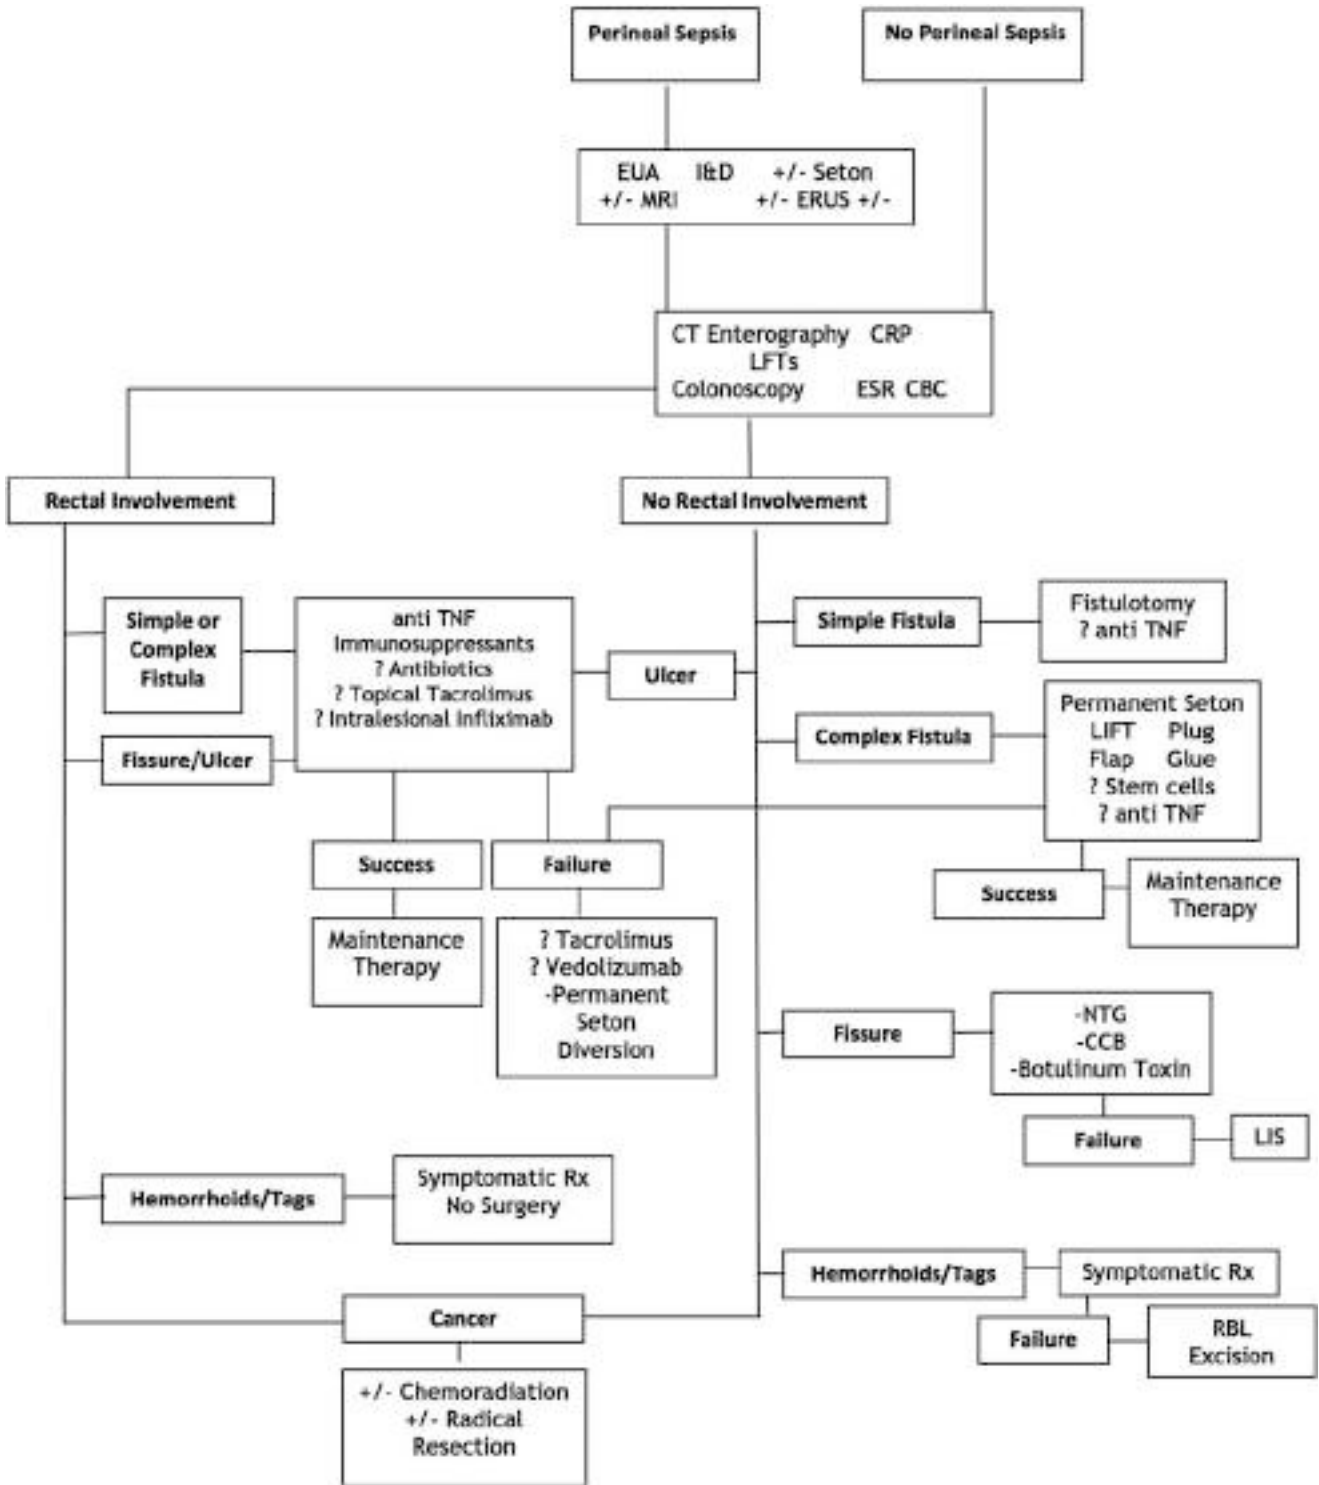 Perineal Sepsis
No Perineal Sepsis
EUA I&D +/- Seton
+/- MRI +/- ERUS +/-
CT Enterography CRP
LFTs
Colonoscopy ESR CBC
Rectal Involvement
No Rectal Involvement
Simple or
Complex
Fistula
anti TNF
Immunosuppressants
? Antibiotics
? Topical Tacrolimus
? Intralesional Infliximab
Ulcer
Simple Fistula
Fistulotomy
? anti TNF
Fissure/Ulcer
Complex Fistula
Permanent Seton
LIFT Plug
Flap Glue
? Stem cells
? anti TNF
Success
Failure
Success
Maintenance
Therapy
Maintenance
Therapy
? Tacrolimus
? Vedolizumab
-Permanent
Seton
Diversion
Fissure
-NTG
-CCB
-Botulinum Toxin
Failure
LIS
Hemorrhoids/Tags
Symptomatic Rx
No Surgery
Hemorrhoids/Tags
Symptomatic Rx
Failure
RBL
Excision
Cancer
+/- Chemoradiation
+/- Radical
Resection